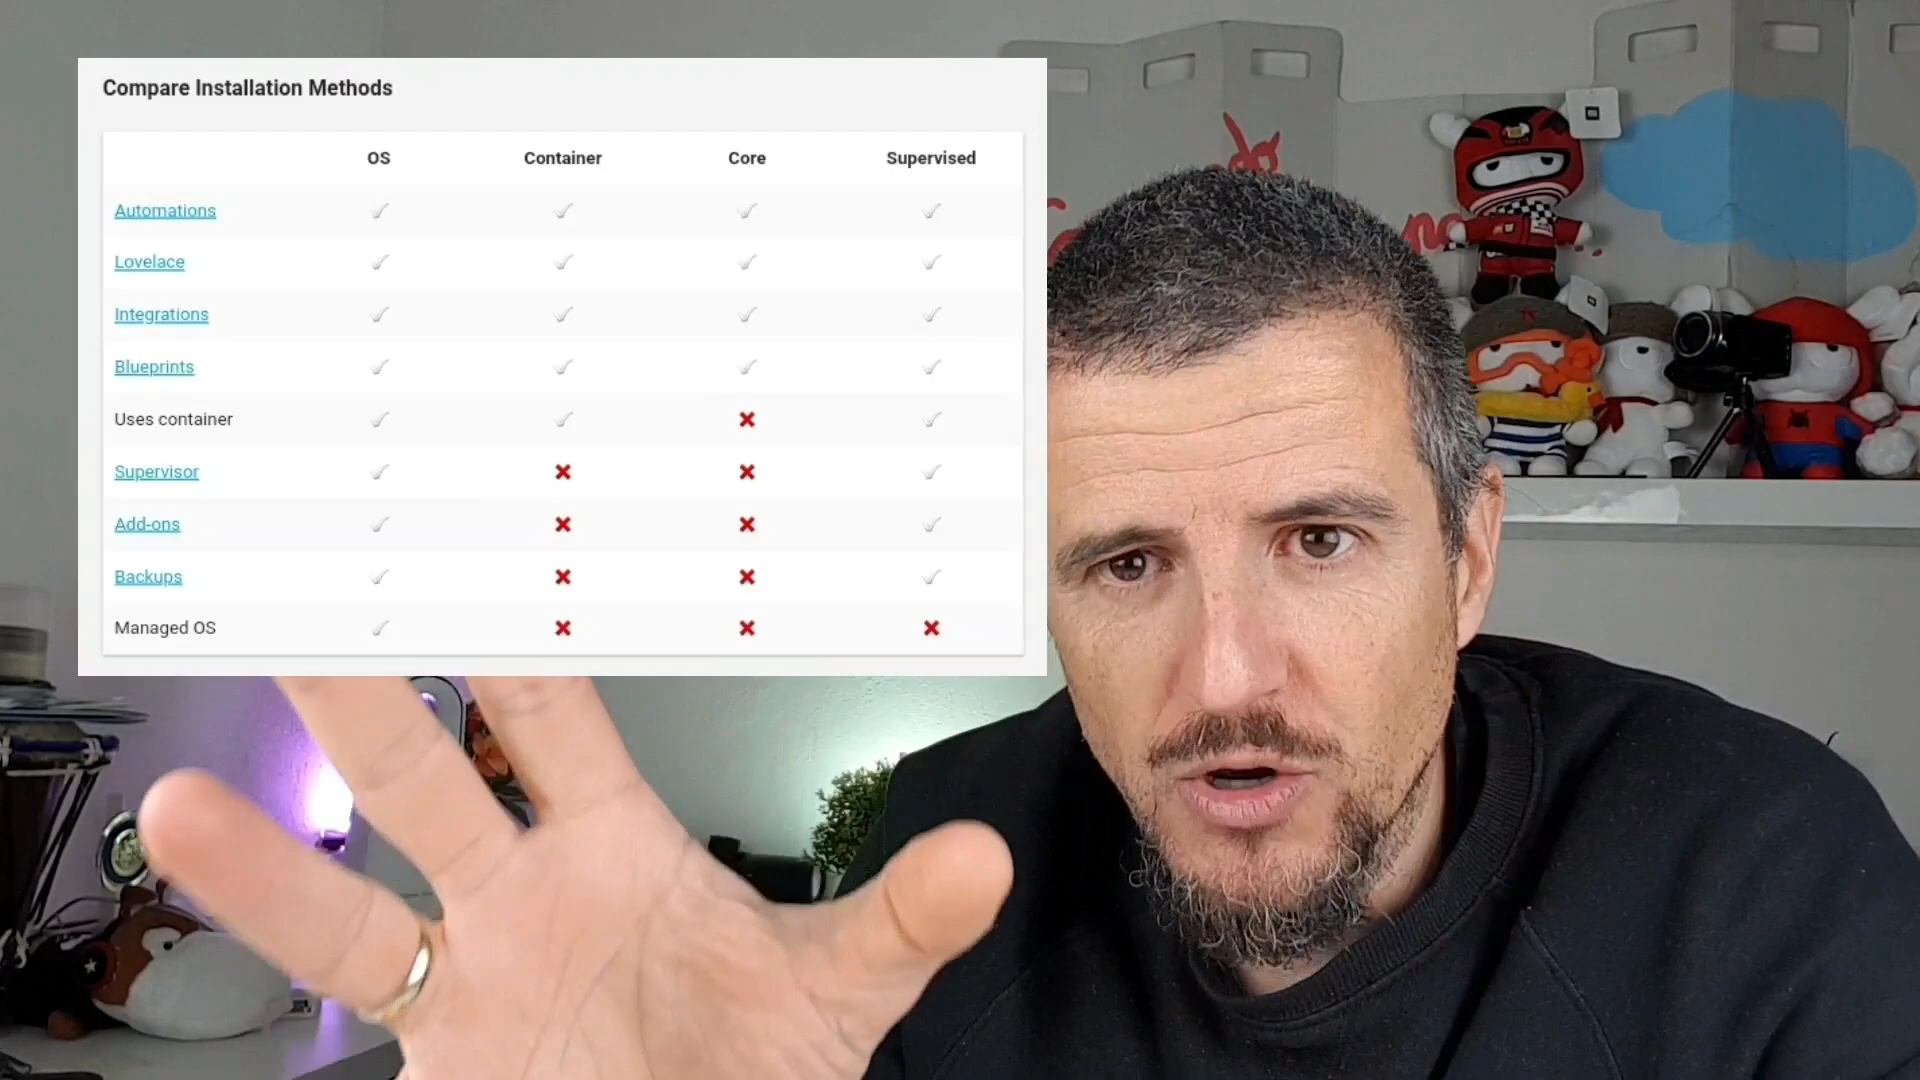 Compare Installation Methods
OS Container Core Supervised
Automations
Lovelace
Integrations
Blueprints
Uses container
Supervisor
Add-ons
Backups
Managed OS
do